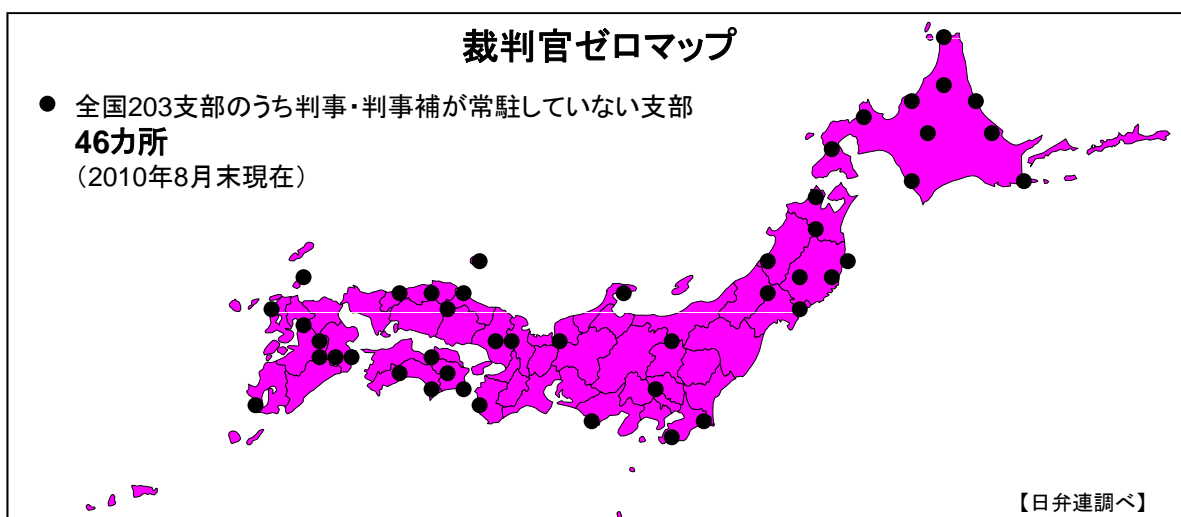 裁判官ゼロマップ
● 全国203支部のうち判事・判事補が常駐していない支部
46カ所
（2010年8月末現在）
【日弁連調べ】